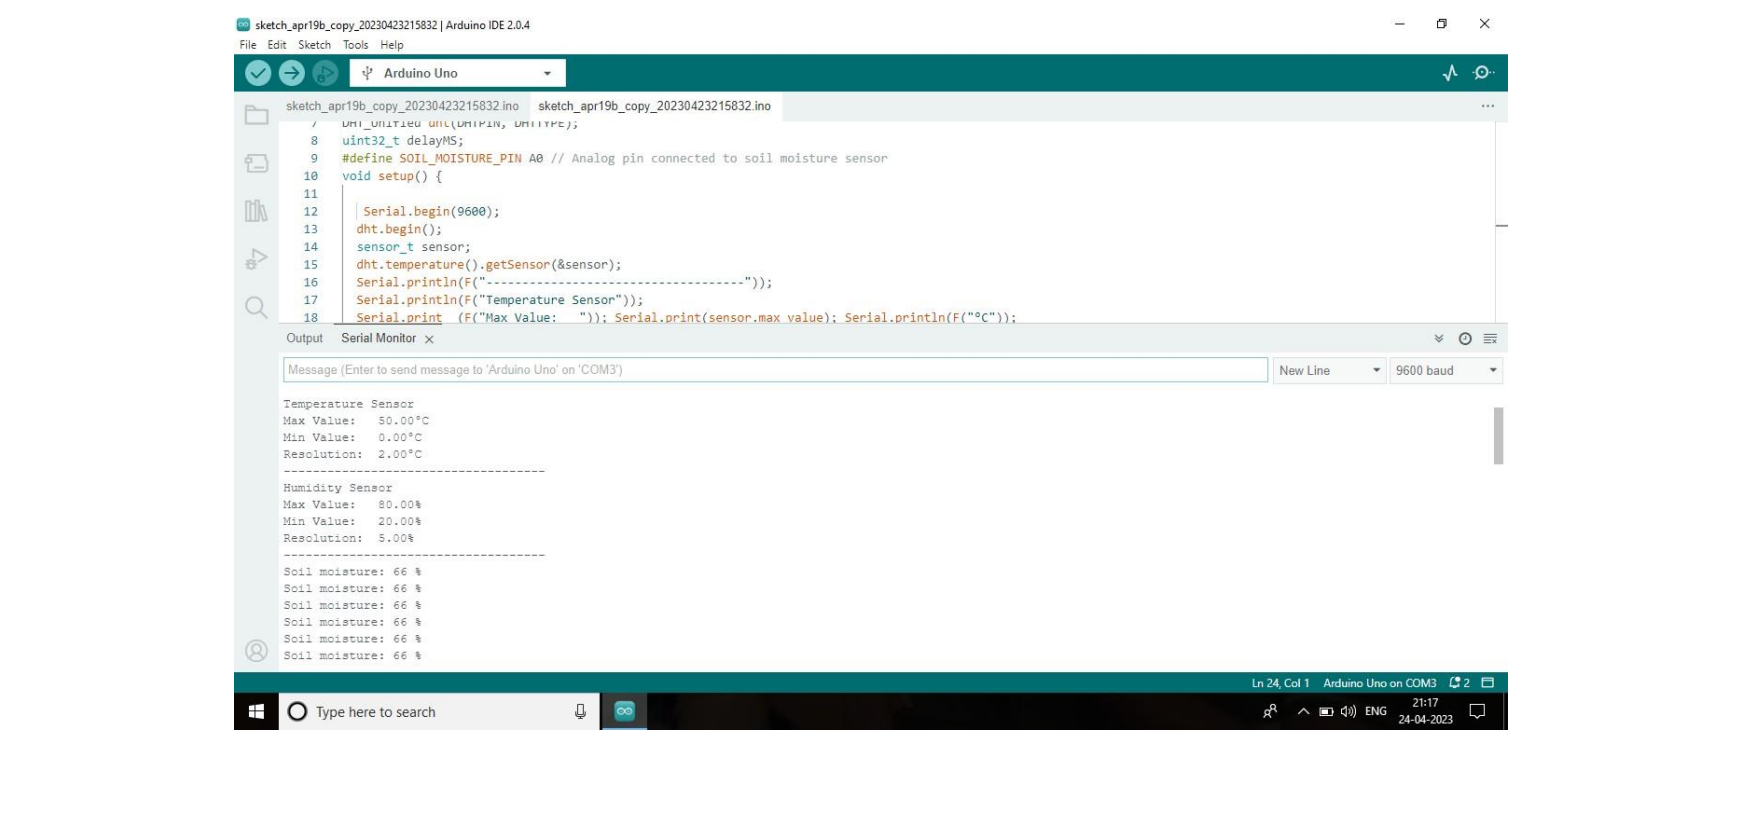 sketch_apr19b_copy_20230423215832 | Arduino IDE 2.0.4
File Edit Sketch Tools Help
Arduino Uno
sketch_apr19b_copy_20230423215832.ino sketch_apr19b_copy_20230423215832.ino
7 DHT_Unified dht(DHTPIN, DHTTYPE);
8 uint32_t delayMS;
9 #define SOIL_MOISTURE_PIN A0 // Analog pin connected to soil moisture sensor
10 void setup() {
11
12 Serial.begin(9600);
13 dht.begin();
14 sensor_t sensor;
15 dht.temperature().getSensor(&sensor);
16 Serial.println(F("------------------------------------"));
17 Serial.println(F("Temperature Sensor"));
18 Serial.print (F("Max Value: ")); Serial.print(sensor.max_value); Serial.println(F("°C"));
Output Serial Monitor
Message (Enter to send message to 'Arduino Uno' on 'COM3') New Line 9600 baud
Temperature Sensor
Max Value: 50.00°C
Min Value: 0.00°C
Resolution: 2.00°C
------------------------------------
Humidity Sensor
Max Value: 80.00%
Min Value: 20.00%
Resolution: 5.00%
------------------------------------
Soil moisture: 66 %
Soil moisture: 66 %
Soil moisture: 66 %
Soil moisture: 66 %
Soil moisture: 66 %
Soil moisture: 66 %
Ln 24, Col 1 Arduino Uno on COM3 2
Type here to search
ENG
21:17
24-04-2023